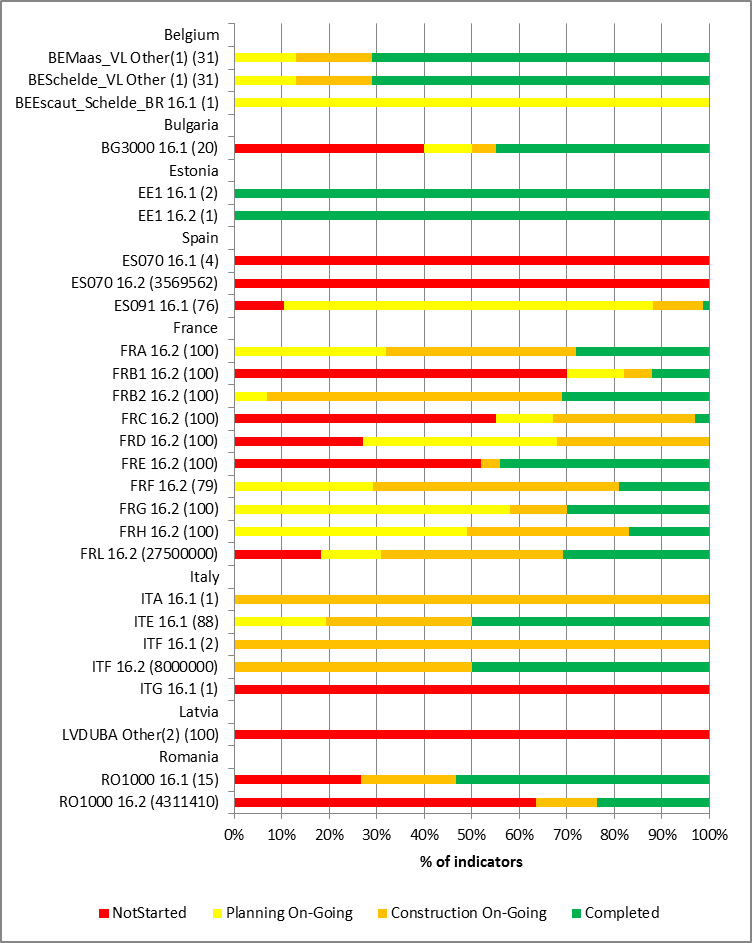 Belgium
BEMaas_VL Other(1) (31)
BESchelde_VL Other (1) (31)
BEEscaut_Schelde_BR 16.1 (1)
Bulgaria
BG3000 16.1 (20)
Estonia
EE1 16.1 (2)
EE1 16.2 (1)
Spain
ES070 16.1 (4)
ES070 16.2 (3569562)
ES091 16.1 (76)
France
FRA 16.2 (100)
FRB1 16.2 (100)
FRB2 16.2 (100)
FRC 16.2 (100)
FRD 16.2 (100)
FRE 16.2 (100)
FRF 16.2 (79)
FRG 16.2 (100)
FRH 16.2 (100)
FRL 16.2 (27500000)
Italy
ITA 16.1 (1)
ITE 16.1 (88)
ITF 16.1 (2)
ITF 16.2 (8000000)
ITG 16.1 (1)
Latvia
LVDUBA Other(2) (100)
Romania
RO1000 16.1 (15)
RO1000 16.2 (4311410)
0% 10% 20% 30% 40% 50% 60% 70% 80% 90% 100%
% of indicators
NotStarted Planning On-Going Construction On-Going Completed